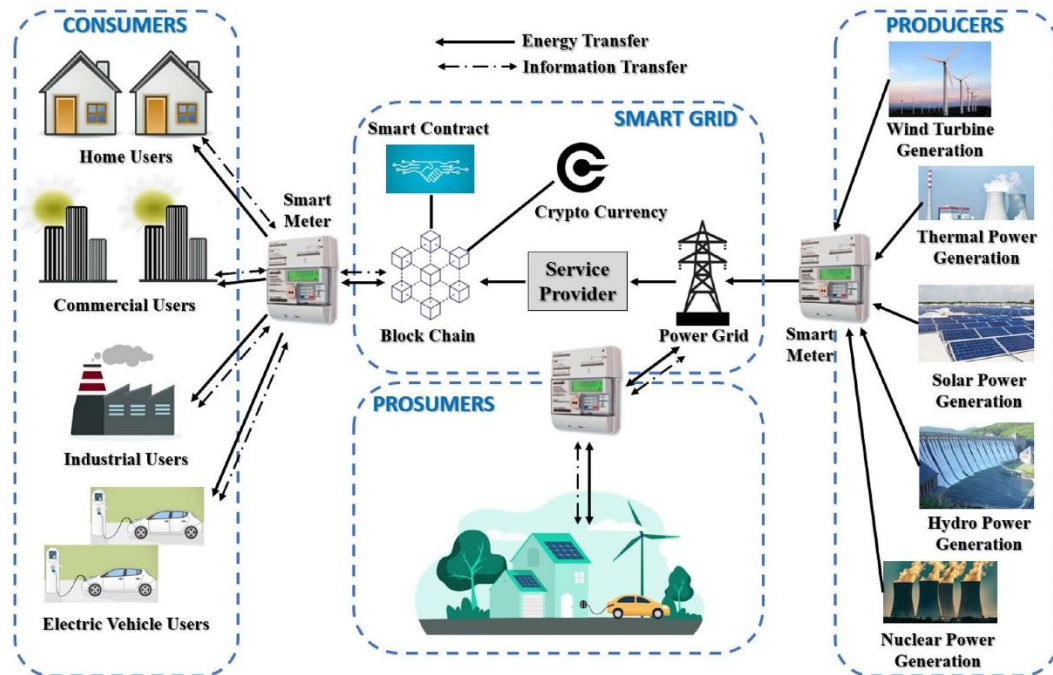 CONSUMERS
Home Users
Commercial Users
Industrial Users
Electric Vehicle Users
Energy Transfer
Information Transfer
Smart
Meter
SMART GRID
Smart Contract
Crypto Currency
Block Chain
Service
Provider
Power Grid
PROSUMERS
Smart
Meter
PRODUCERS
Wind Turbine
Generation
Thermal Power
Generation
Solar Power
Generation
Hydro Power
Generation
Nuclear Power
Generation